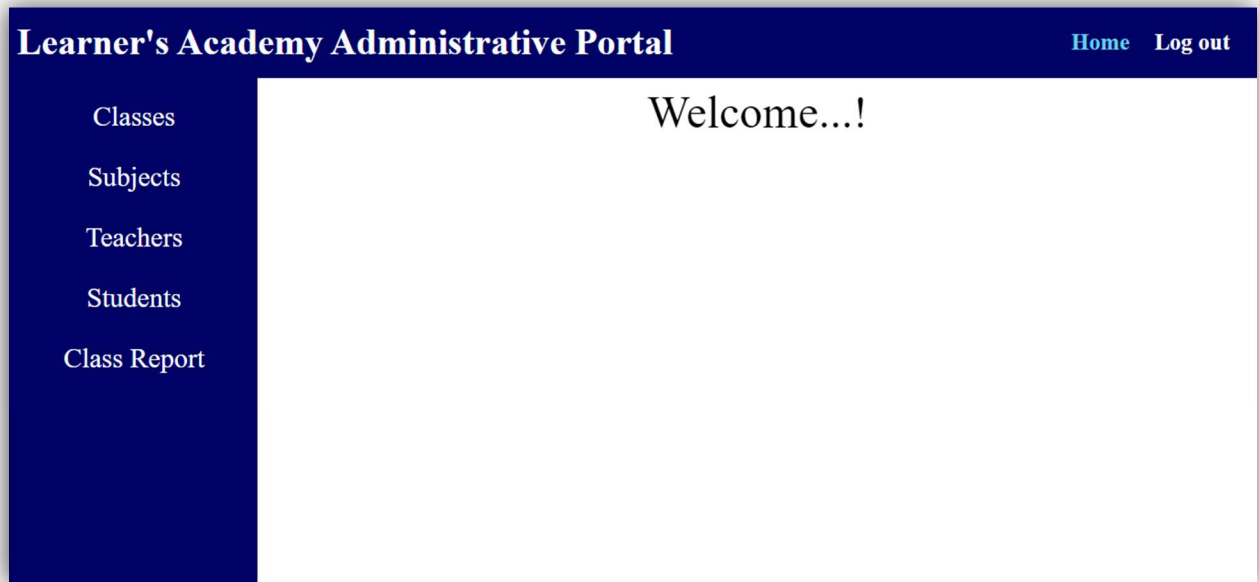 Learner's Academy Administrative Portal
Home Log out
Classes
Subjects
Teachers
Students
Class Report
Welcome...!